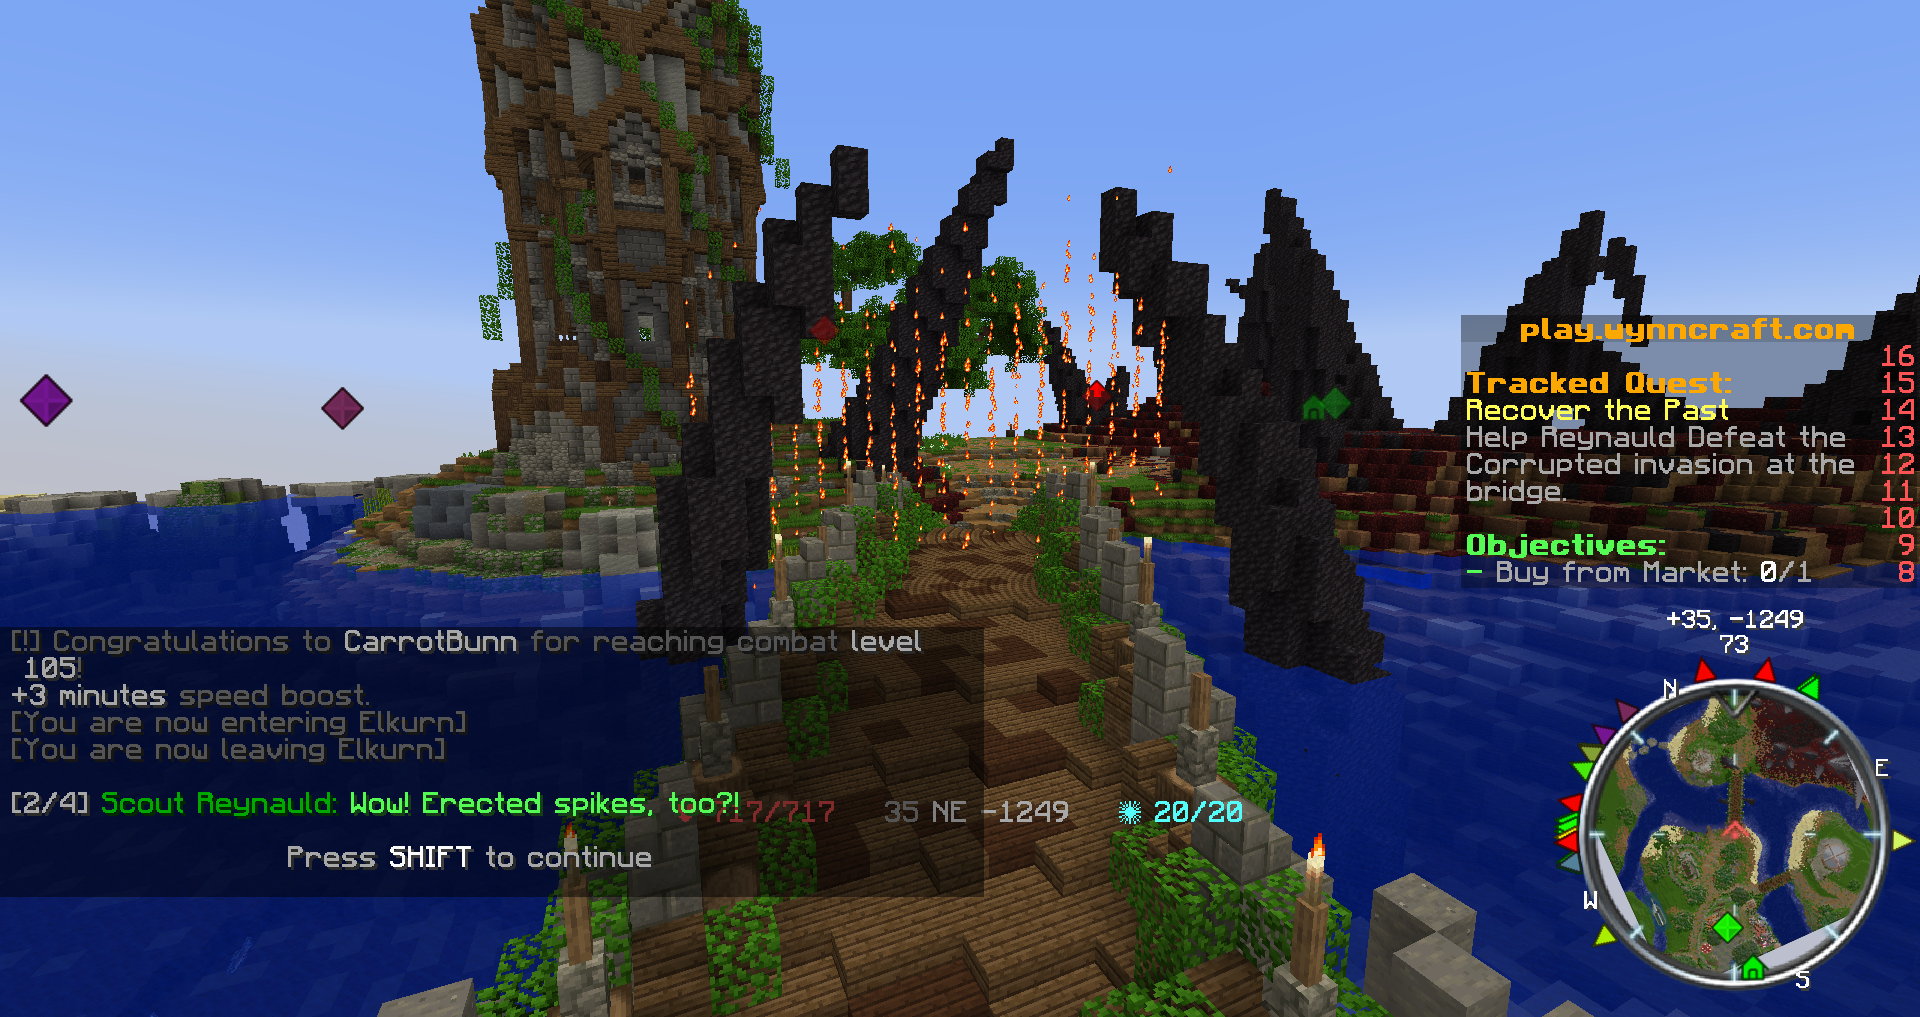 play.wynncraft.com
16
Tracked Quest: 15
Recover the Past 14
Help Reynauld Defeat the 13
Corrupted invasion at the 12
bridge. 11
10
Objectives: 9
- Buy from Market: 0/1 8
+35, -1249
73
N
E
W
S
[!] Congratulations to CarrotBunn for reaching combat level
105!
+3 minutes speed boost.
[You are now entering Elkurn]
[You are now leaving Elkurn]
[2/4] Scout Reynauld: Wow! Erected spikes, too?!
717/717 35 NE -1249 20/20
Press SHIFT to continue